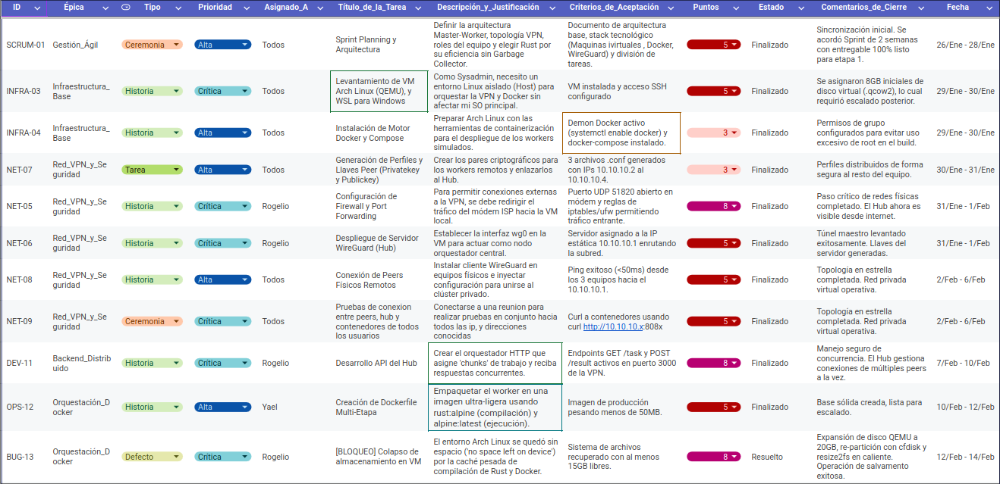 ID Épica Tipo Prioridad Asignado_A Título_de_la_Tarea Descripción_y_Justificación Criterios_de_Aceptación Puntos Estado Comentarios_de_Cierre Fecha
SCRUM-01
Gestión_Ágil
Ceremonia
Alta
Todos
Sprint Planning y
Arquitectura
Definir la arquitectura
Master-Worker, topología VPN,
roles del equipo y elegir Rust por
su eficiencia sin Garbage
Collector.
Documento de arquitectura
base, stack tecnológico
(Maquinas ivirtuales , Docker,
WireGuard) y división de
tareas.
5
Finalizado
Sincronización inicial. Se
acordó Sprint de 2 semanas
con entregable 100% listo
para etapa 1.
26/Ene - 28/Ene
INFRA-03
Infraestructura_
Base
Historia
Crítica
Todos
Levantamiento de VM
Arch Linux (QEMU), y
WSL para Windows
Como Sysadmin, necesito un
entorno Linux aislado (Host) para
orquestar la VPN y Docker sin
afectar mi SO principal.
VM instalada y acceso SSH
configurado
5
Finalizado
Se asignaron 8GB iniciales de
disco virtual (.qcow2), lo cual
requirió escalado posterior.
29/Ene - 30/Ene
INFRA-04
Infraestructura_
Base
Historia
Alta
Todos
Instalación de Motor
Docker y Compose
Preparar Arch Linux con las
herramientas de containerización
para el despliegue de los workers
simulados.
Demon Docker activo
(systemctl enable docker) y
docker-compose instalado.
3
Finalizado
Permisos de grupo
configurados para evitar uso
excesivo de root en el build.
29/Ene - 30/Ene
NET-07
Red_VPN_y_Se
guridad
Tarea
Alta
Todos
Generación de Perfiles y
Llaves Peer (Privatekey
y Publickey)
Crear los pares criptográficos para
los workers remotos y enlazarlos
al Hub.
3 archivos .conf generados
con IPs 10.10.10.2 al
10.10.10.4.
3
Finalizado
Perfiles distribuidos de forma
segura al resto del equipo.
30/Ene - 31/Ene
NET-05
Red_VPN_y_Se
guridad
Historia
Crítica
Rogelio
Configuración de
Firewall y Port
Forwarding
Para permitir conexiones externas
a la VPN, se debe redirigir el
tráfico del módem ISP hacia la VM
local.
Puerto UDP 51820 abierto en
módem y reglas de
iptables/ufw permitiendo
tráfico entrante.
8
Finalizado
Paso crítico de redes físicas
completado. El Hub ahora es
visible desde internet.
31/Ene - 1/Feb
NET-06
Red_VPN_y_Se
guridad
Historia
Crítica
Rogelio
Despliegue de Servidor
WireGuard (Hub)
Establecer la interfaz wg0 en la
VM para actuar como nodo
orquestador central.
Servidor asignado a la IP
estática 10.10.10.1 enrutando
la subred.
5
Finalizado
Túnel maestro levantado
exitosamente. Llaves del
servidor generadas.
31/Ene - 1/Feb
NET-08
Red_VPN_y_Se
guridad
Historia
Alta
Todos
Conexión de Peers
Físicos Remotos
Instalar cliente WireGuard en
equipos físicos e inyectar
configuración para unirse al
clúster privado.
Ping exitoso (<50ms) desde
los 3 equipos hacia el
10.10.10.1.
5
Finalizado
Topología en estrella
completada. Red privada
virtual operativa.
2/Feb - 6/Feb
NET-09
Red_VPN_y_Se
guridad
Ceremonia
Crítica
Todos
Pruebas de conexion
entre peers, hub y
contenedores de todos
los usuarios
Conectarse a una reunion para
realizar pruebas en conjunto hacia
todos las ip, y direcciones
conocidas
Curl a contenedores usando
curl http://10.10.10.x:808x
5
Finalizado
Topología en estrella
completada. Red privada
virtual operativa.
2/Feb - 6/Feb
DEV-11
Backend_Distrib
uido
Historia
Crítica
Todos
Desarrollo API del Hub
Crear el orquestador HTTP que
asigne 'chunks' de trabajo y reciba
respuestas concurrentes.
Endpoints GET /task y POST
/result activos en puerto 3000
de la VPN.
8
Finalizado
Manejo seguro de
concurrencia. El Hub gestiona
conexiones de múltiples peers
a la vez.
7/Feb - 10/Feb
OPS-12
Orquestación_D
ocker
Historia
Alta
Yael
Creación de Dockerfile
Multi-Etapa
Empaquetar el worker en una
imagen ultra-ligera usando
rust:alpine (compilación) y
alpine:latest (ejecución).
Imagen de producción
pesando menos de 50MB.
5
Finalizado
Base sólida creada, lista para
escalado.
10/Feb - 12/Feb
BUG-13
Orquestación_D
ocker
Defecto
Crítica
Rogelio
[BLOQUEO] Colapso de
almacenamiento en VM
El entorno Arch Linux se quedó sin
espacio ('no space left on device')
por la caché pesada de
compilación de Rust y Docker.
Sistema de archivos
recuperado con al menos
15GB libres.
8
Resuelto
Expansión de disco QEMU a
20GB, re-partición con cfdisk y
resize2fs en caliente.
Operación de salvamento
exitosa.
12/Feb - 14/Feb